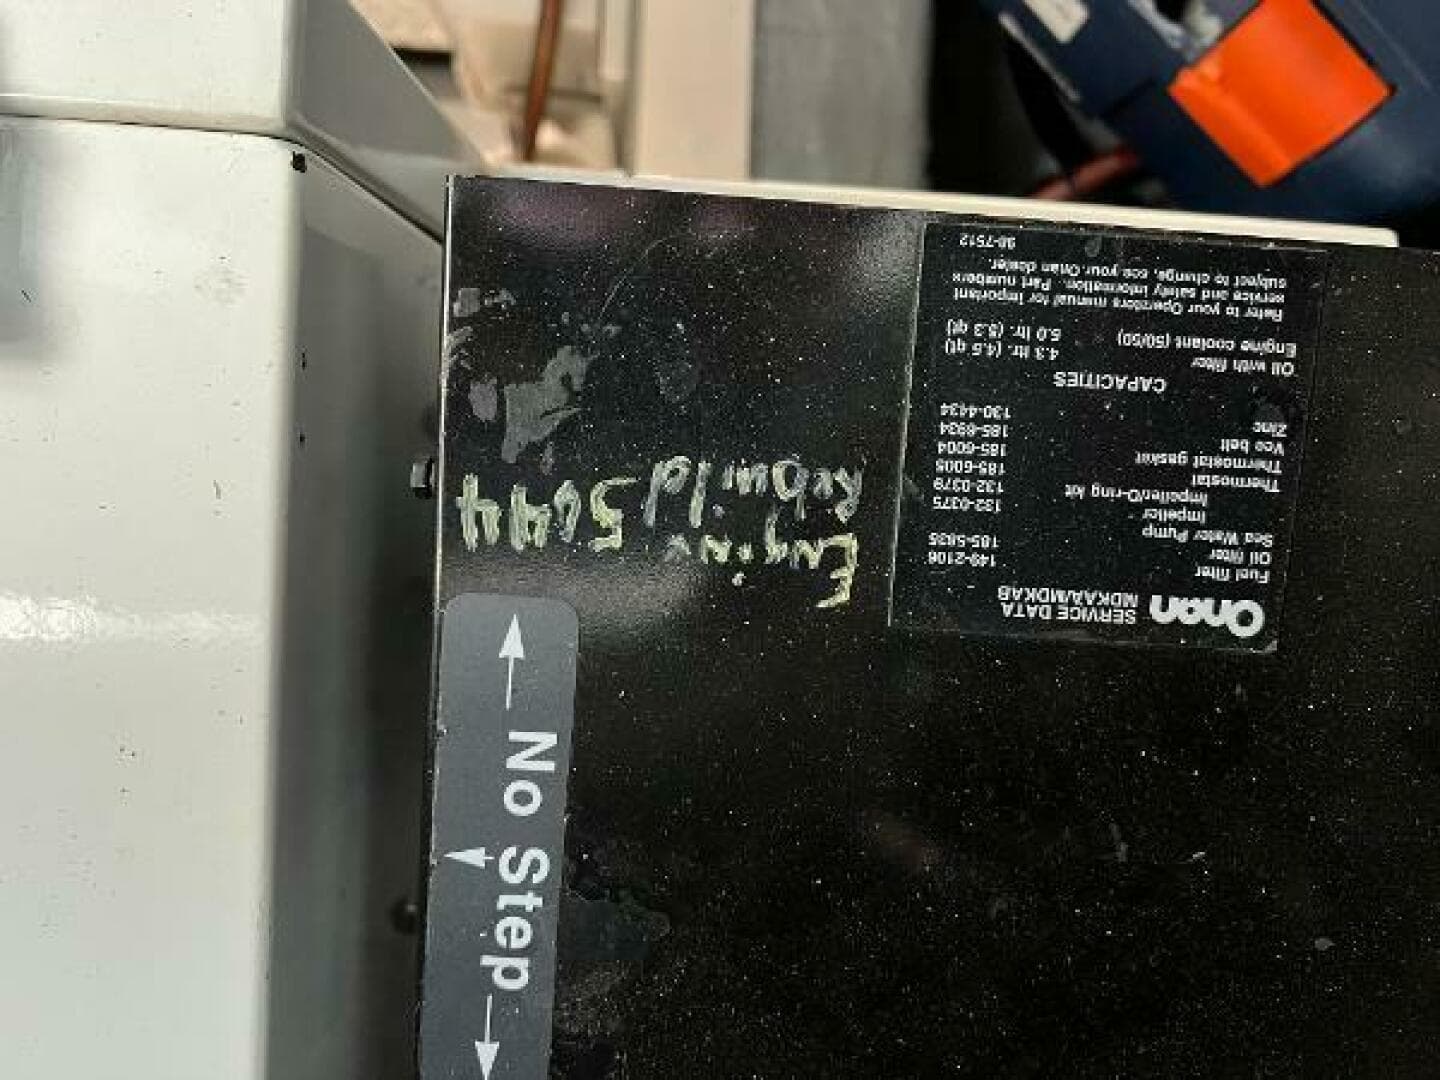 Onan
SERVICE DATA
MDKAA/MDKAB
Fuel filter 149-2106
Oil filter 185-5835
Sea Water Pump
Impeller 132-0375
Impeller/O-ring kit 132-0379
Thermostat 185-6005
Thermostat gasket 185-6004
Vee belt 185-6934
Zinc 130-4434
CAPACITIES
Oil with filter 4.3 ltr. (4.5 qt)
Engine coolant (50/50) 5.0 ltr. (5.3 qt)
Refer to your Operators manual for important
service and safety information. Part numbers
subject to change, see your Onan dealer.
98-7512
Engine 5644
Rebuild
No Step